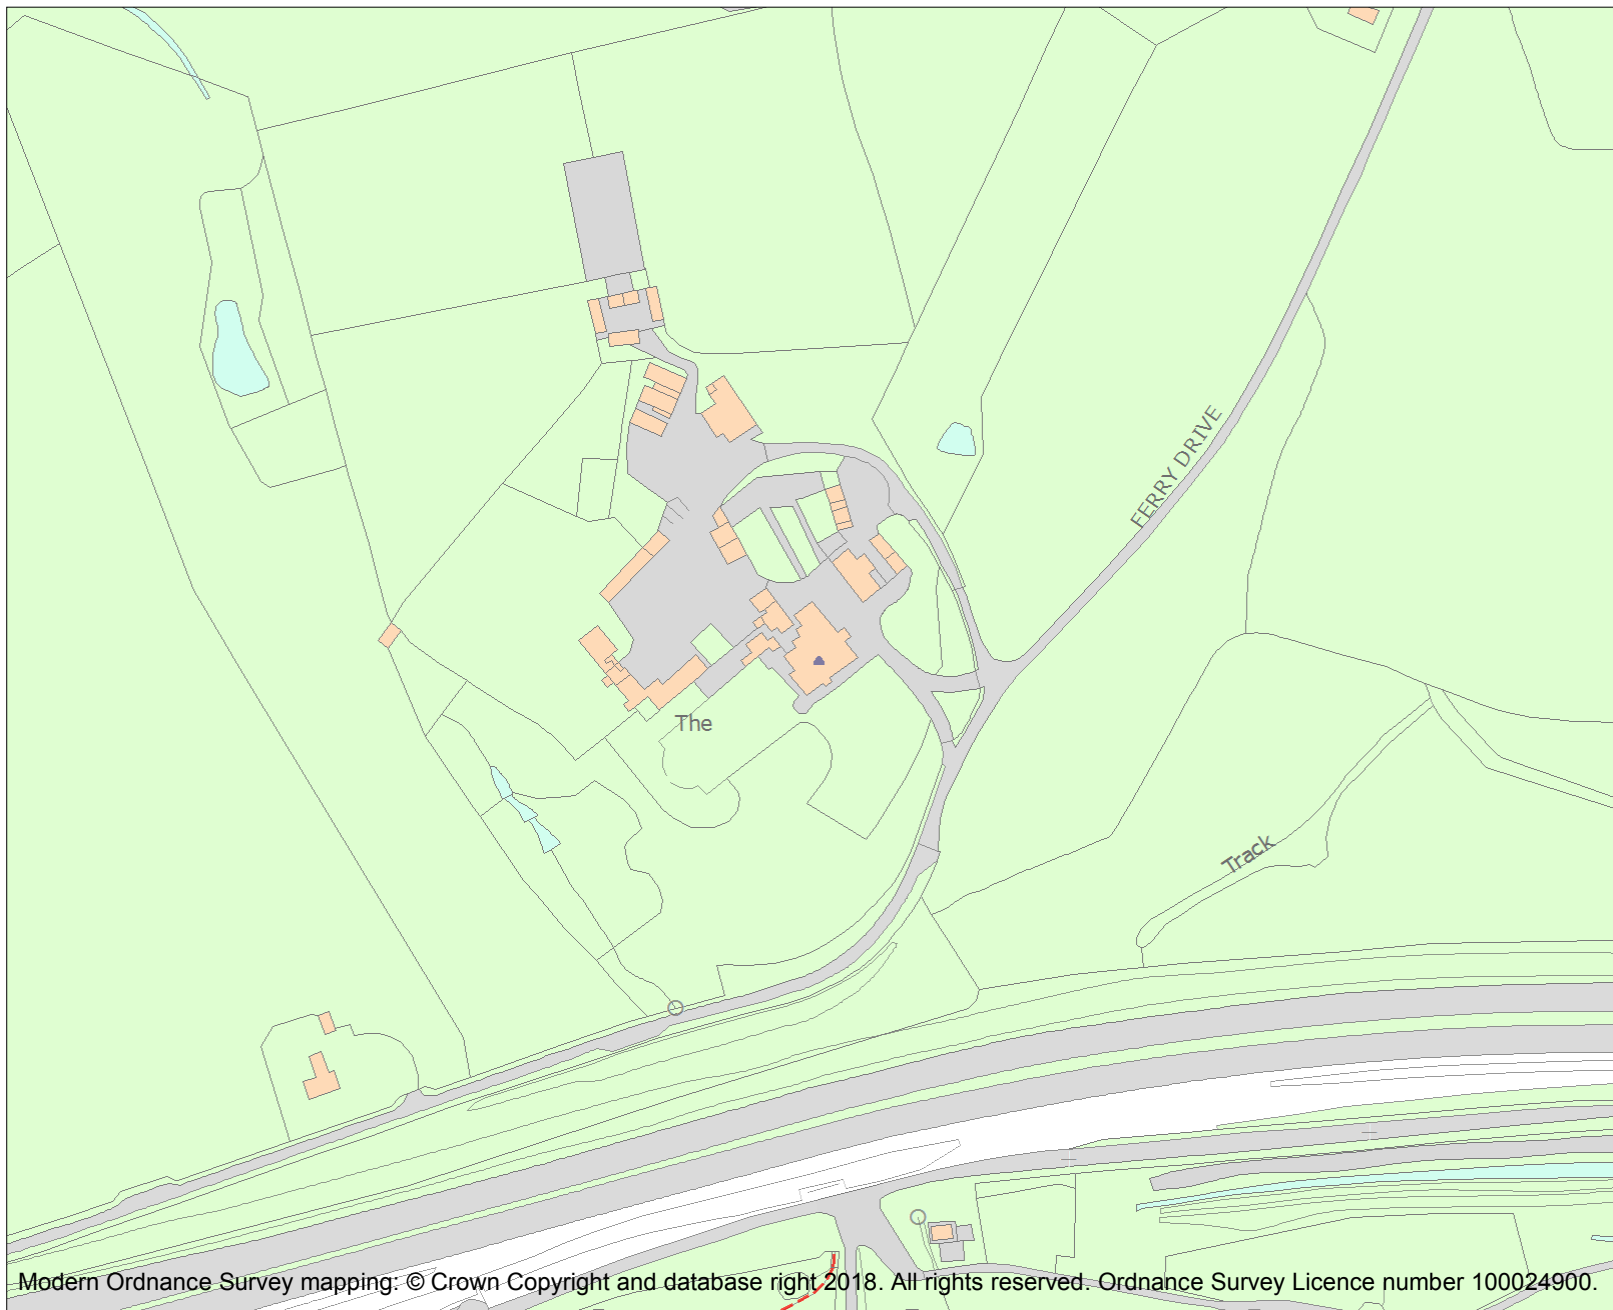 FERRY DRIVE
The
Track
Modern Ordnance Survey mapping: © Crown Copyright and database right 2018. All rights reserved. Ordnance Survey Licence number 100024900.